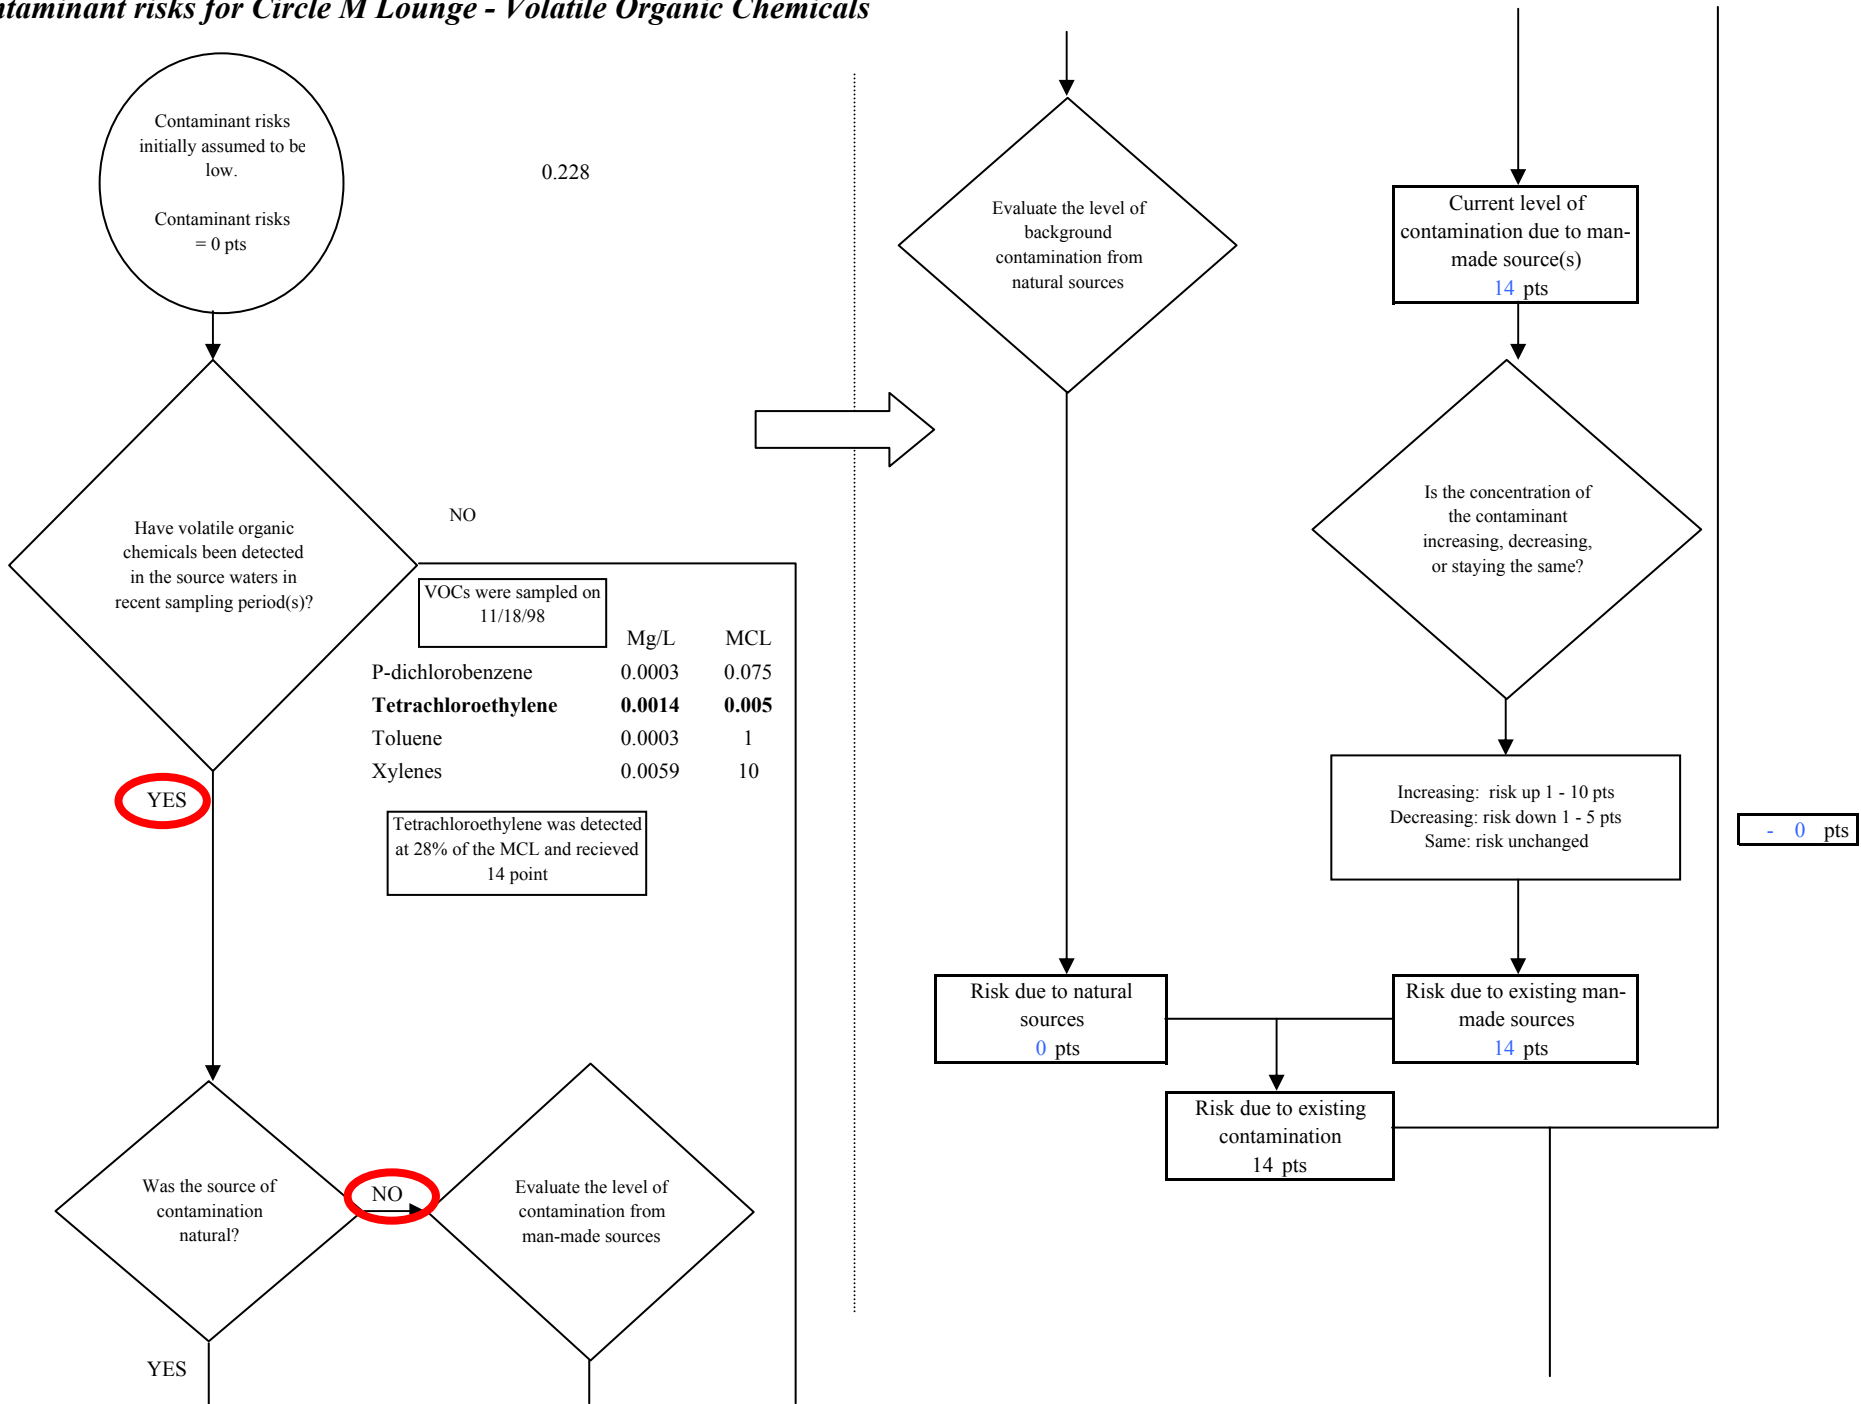 ntaminant risks for Circle M Lounge - Volatile Organic Chemicals
Contaminant risks
initially assumed to be
low.
Contaminant risks
= 0 pts
0.228
Have volatile organic
chemicals been detected
in the source waters in
recent sampling period(s)?
NO
VOCs were sampled on
11/18/98
Mg/L MCL
P-dichlorobenzene 0.0003 0.075
Tetrachloroethylene 0.0014 0.005
Toluene 0.0003 1
Xylenes 0.0059 10
YES
Tetrachloroethylene was detected
at 28% of the MCL and recieved
14 point
Was the source of
contamination
natural?
NO
Evaluate the level of
contamination from
man-made sources
YES
Evaluate the level of
background
contamination from
natural sources
Current level of
contamination due to man-
made source(s)
14 pts
Is the concentration of
the contaminant
increasing, decreasing,
or staying the same?
Increasing: risk up 1 - 10 pts
Decreasing: risk down 1 - 5 pts
Same: risk unchanged
- 0 pts
Risk due to natural
sources
0 pts
Risk due to existing man-
made sources
14 pts
Risk due to existing
contamination
14 pts